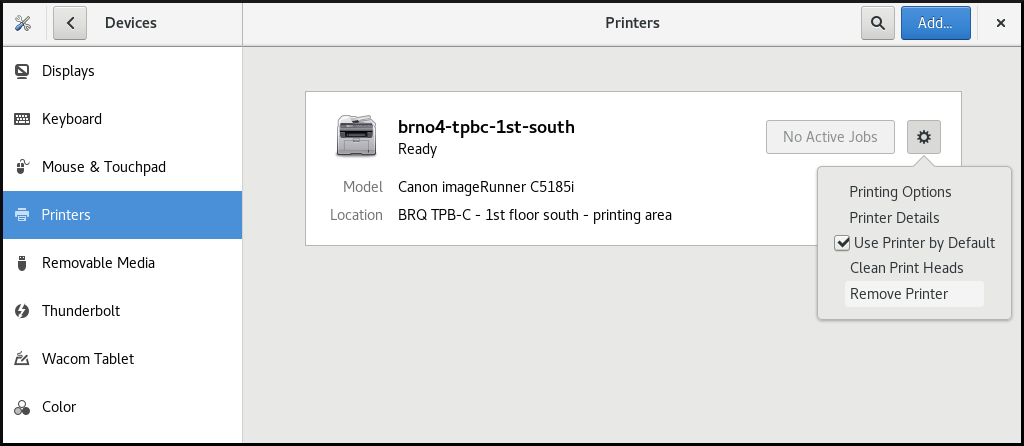 Devices
Printers
Add...
Displays
Keyboard
Mouse & Touchpad
Printers
Removable Media
Thunderbolt
Wacom Tablet
Color
brno4-tpbc-1st-south
Ready
No Active Jobs
Model Canon imageRunner C5185i
Location BRQ TPB-C - 1st floor south - printing area
Printing Options
Printer Details
Use Printer by Default
Clean Print Heads
Remove Printer